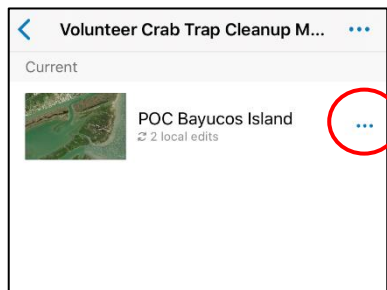 Volunteer Crab Trap Cleanup M...
Current
POC Bayucos Island
2 local edits